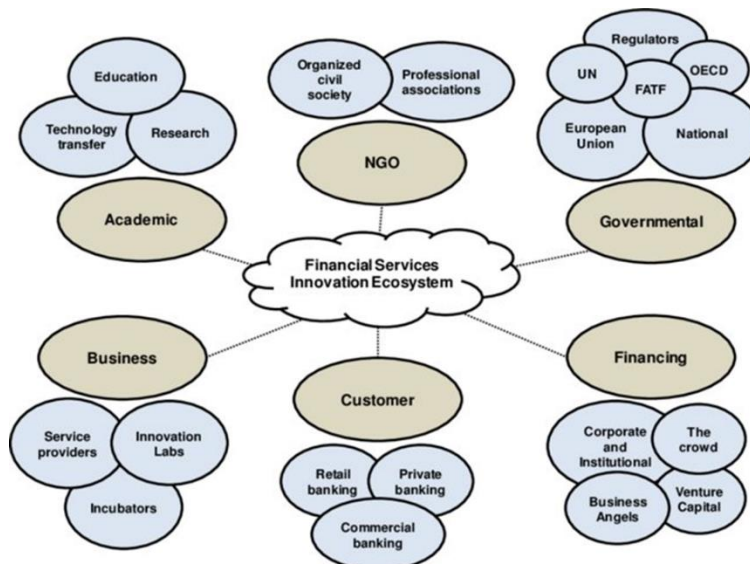 Education
Technology
transfer
Research
Academic
Organized
civil
society
Professional
associations
NGO
Regulators
UN
OECD
FATF
European
Union
National
Governmental
Financial Services
Innovation Ecosystem
Business
Service
providers
Innovation
Labs
Incubators
Customer
Retail
banking
Private
banking
Commercial
banking
Financing
Corporate
and
Institutional
The
crowd
Business
Angels
Venture
Capital